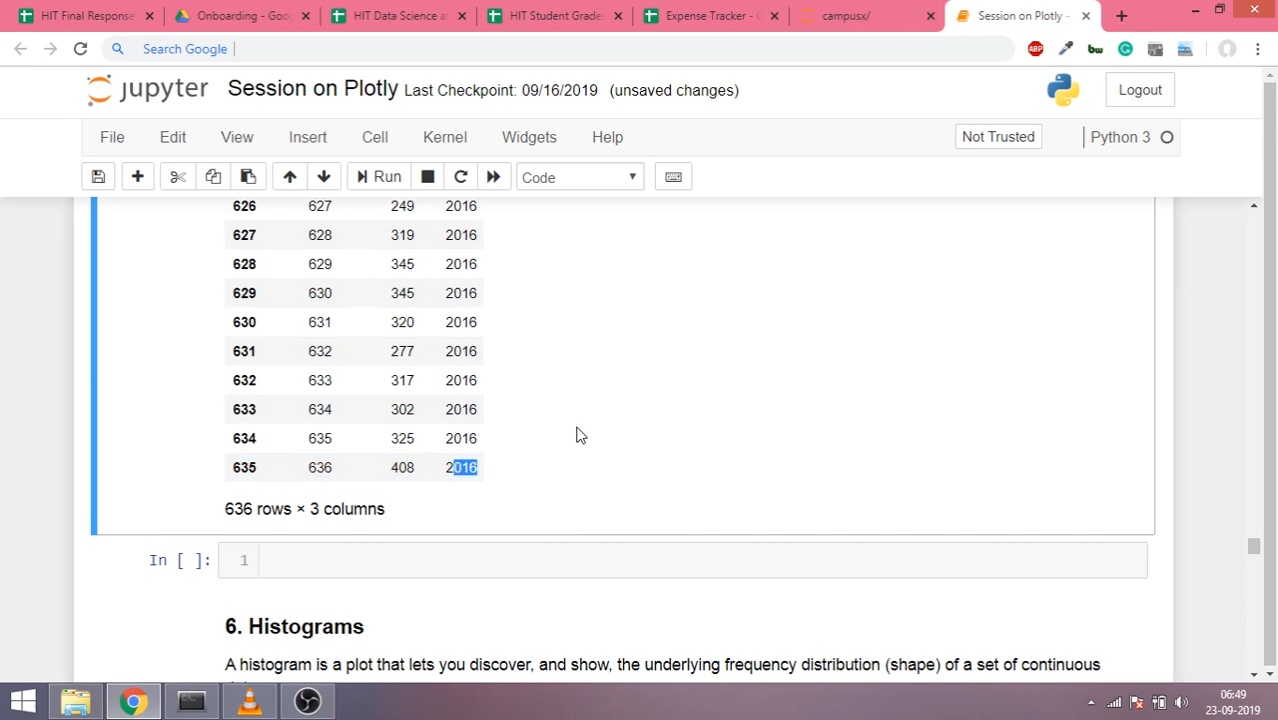 HIT Final Response
Onboarding - Goo
HIT Data Science a
HIT Student Grade
Expense Tracker - G
campusx/
Session on Plotly -
Search Google
ABP
bw
G
jupyter Session on Plotly Last Checkpoint: 09/16/2019 (unsaved changes)
Logout
File Edit View Insert Cell Kernel Widgets Help
Not Trusted
Python 3
Run
Code
626 627 249 2016
627 628 319 2016
628 629 345 2016
629 630 345 2016
630 631 320 2016
631 632 277 2016
632 633 317 2016
633 634 302 2016
634 635 325 2016
635 636 408 2016
636 rows × 3 columns
In [ ]: 1
6. Histograms
A histogram is a plot that lets you discover, and show, the underlying frequency distribution (shape) of a set of continuous
06:49
23-09-2019